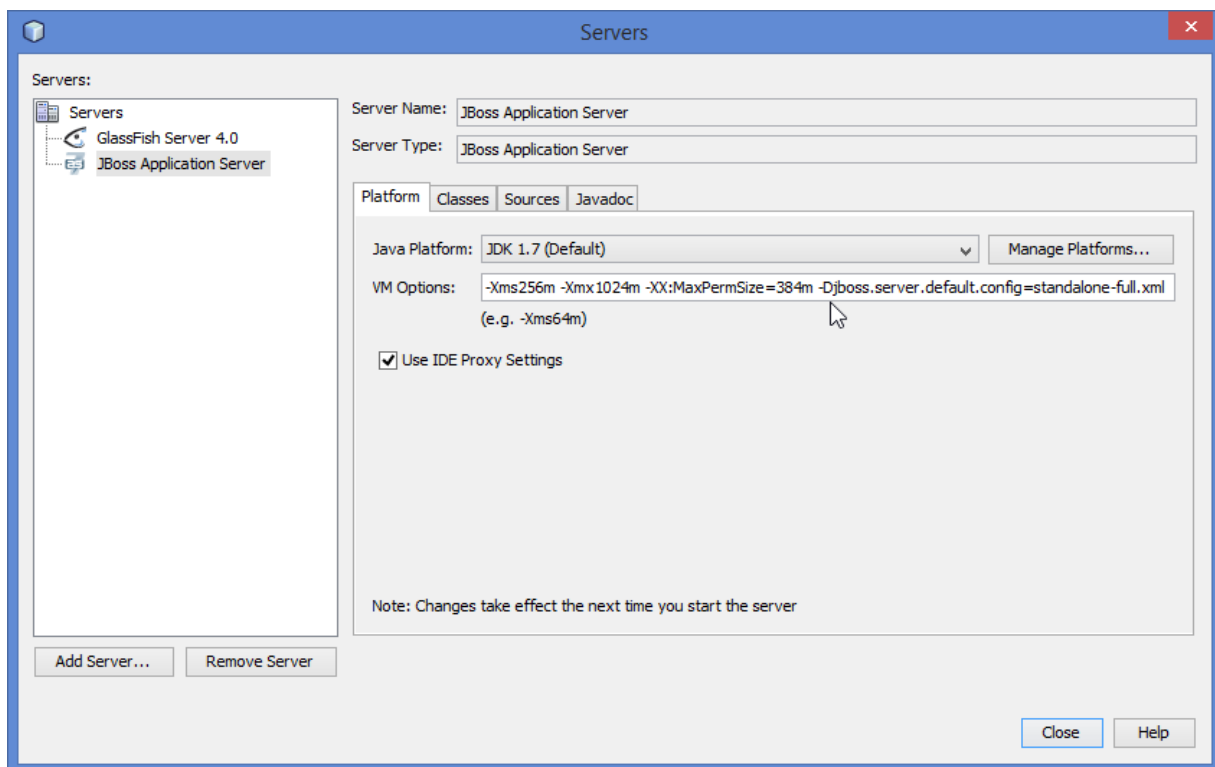 Servers
Servers:
Servers
GlassFish Server 4.0
JBoss Application Server
Add Server...
Remove Server
Server Name: JBoss Application Server
Server Type: JBoss Application Server
Platform Classes Sources Javadoc
Java Platform: JDK 1.7 (Default) Manage Platforms...
VM Options: -Xms256m -Xmx1024m -XX:MaxPermSize=384m -Djboss.server.default.config=standalone-full.xml
(e.g. -Xms64m)
Use IDE Proxy Settings
Note: Changes take effect the next time you start the server
Close Help